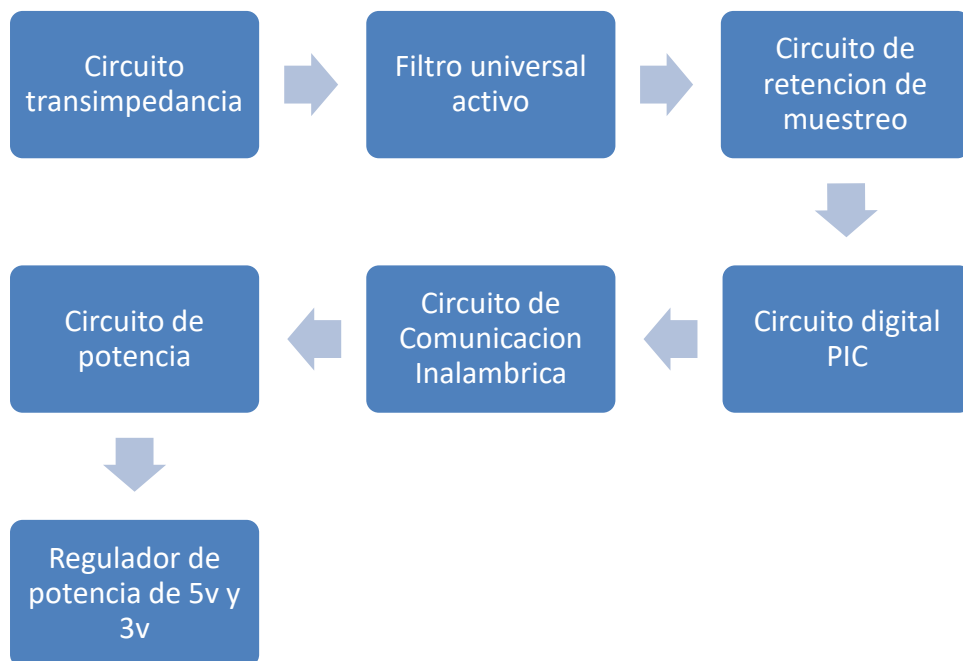 Circuito
transimpedancia
Filtro universal
activo
Circuito de
retencion de
muestreo
Circuito digital
PIC
Circuito de
Comunicacion
Inalambrica
Circuito de
potencia
Regulador de
potencia de 5v y
3v